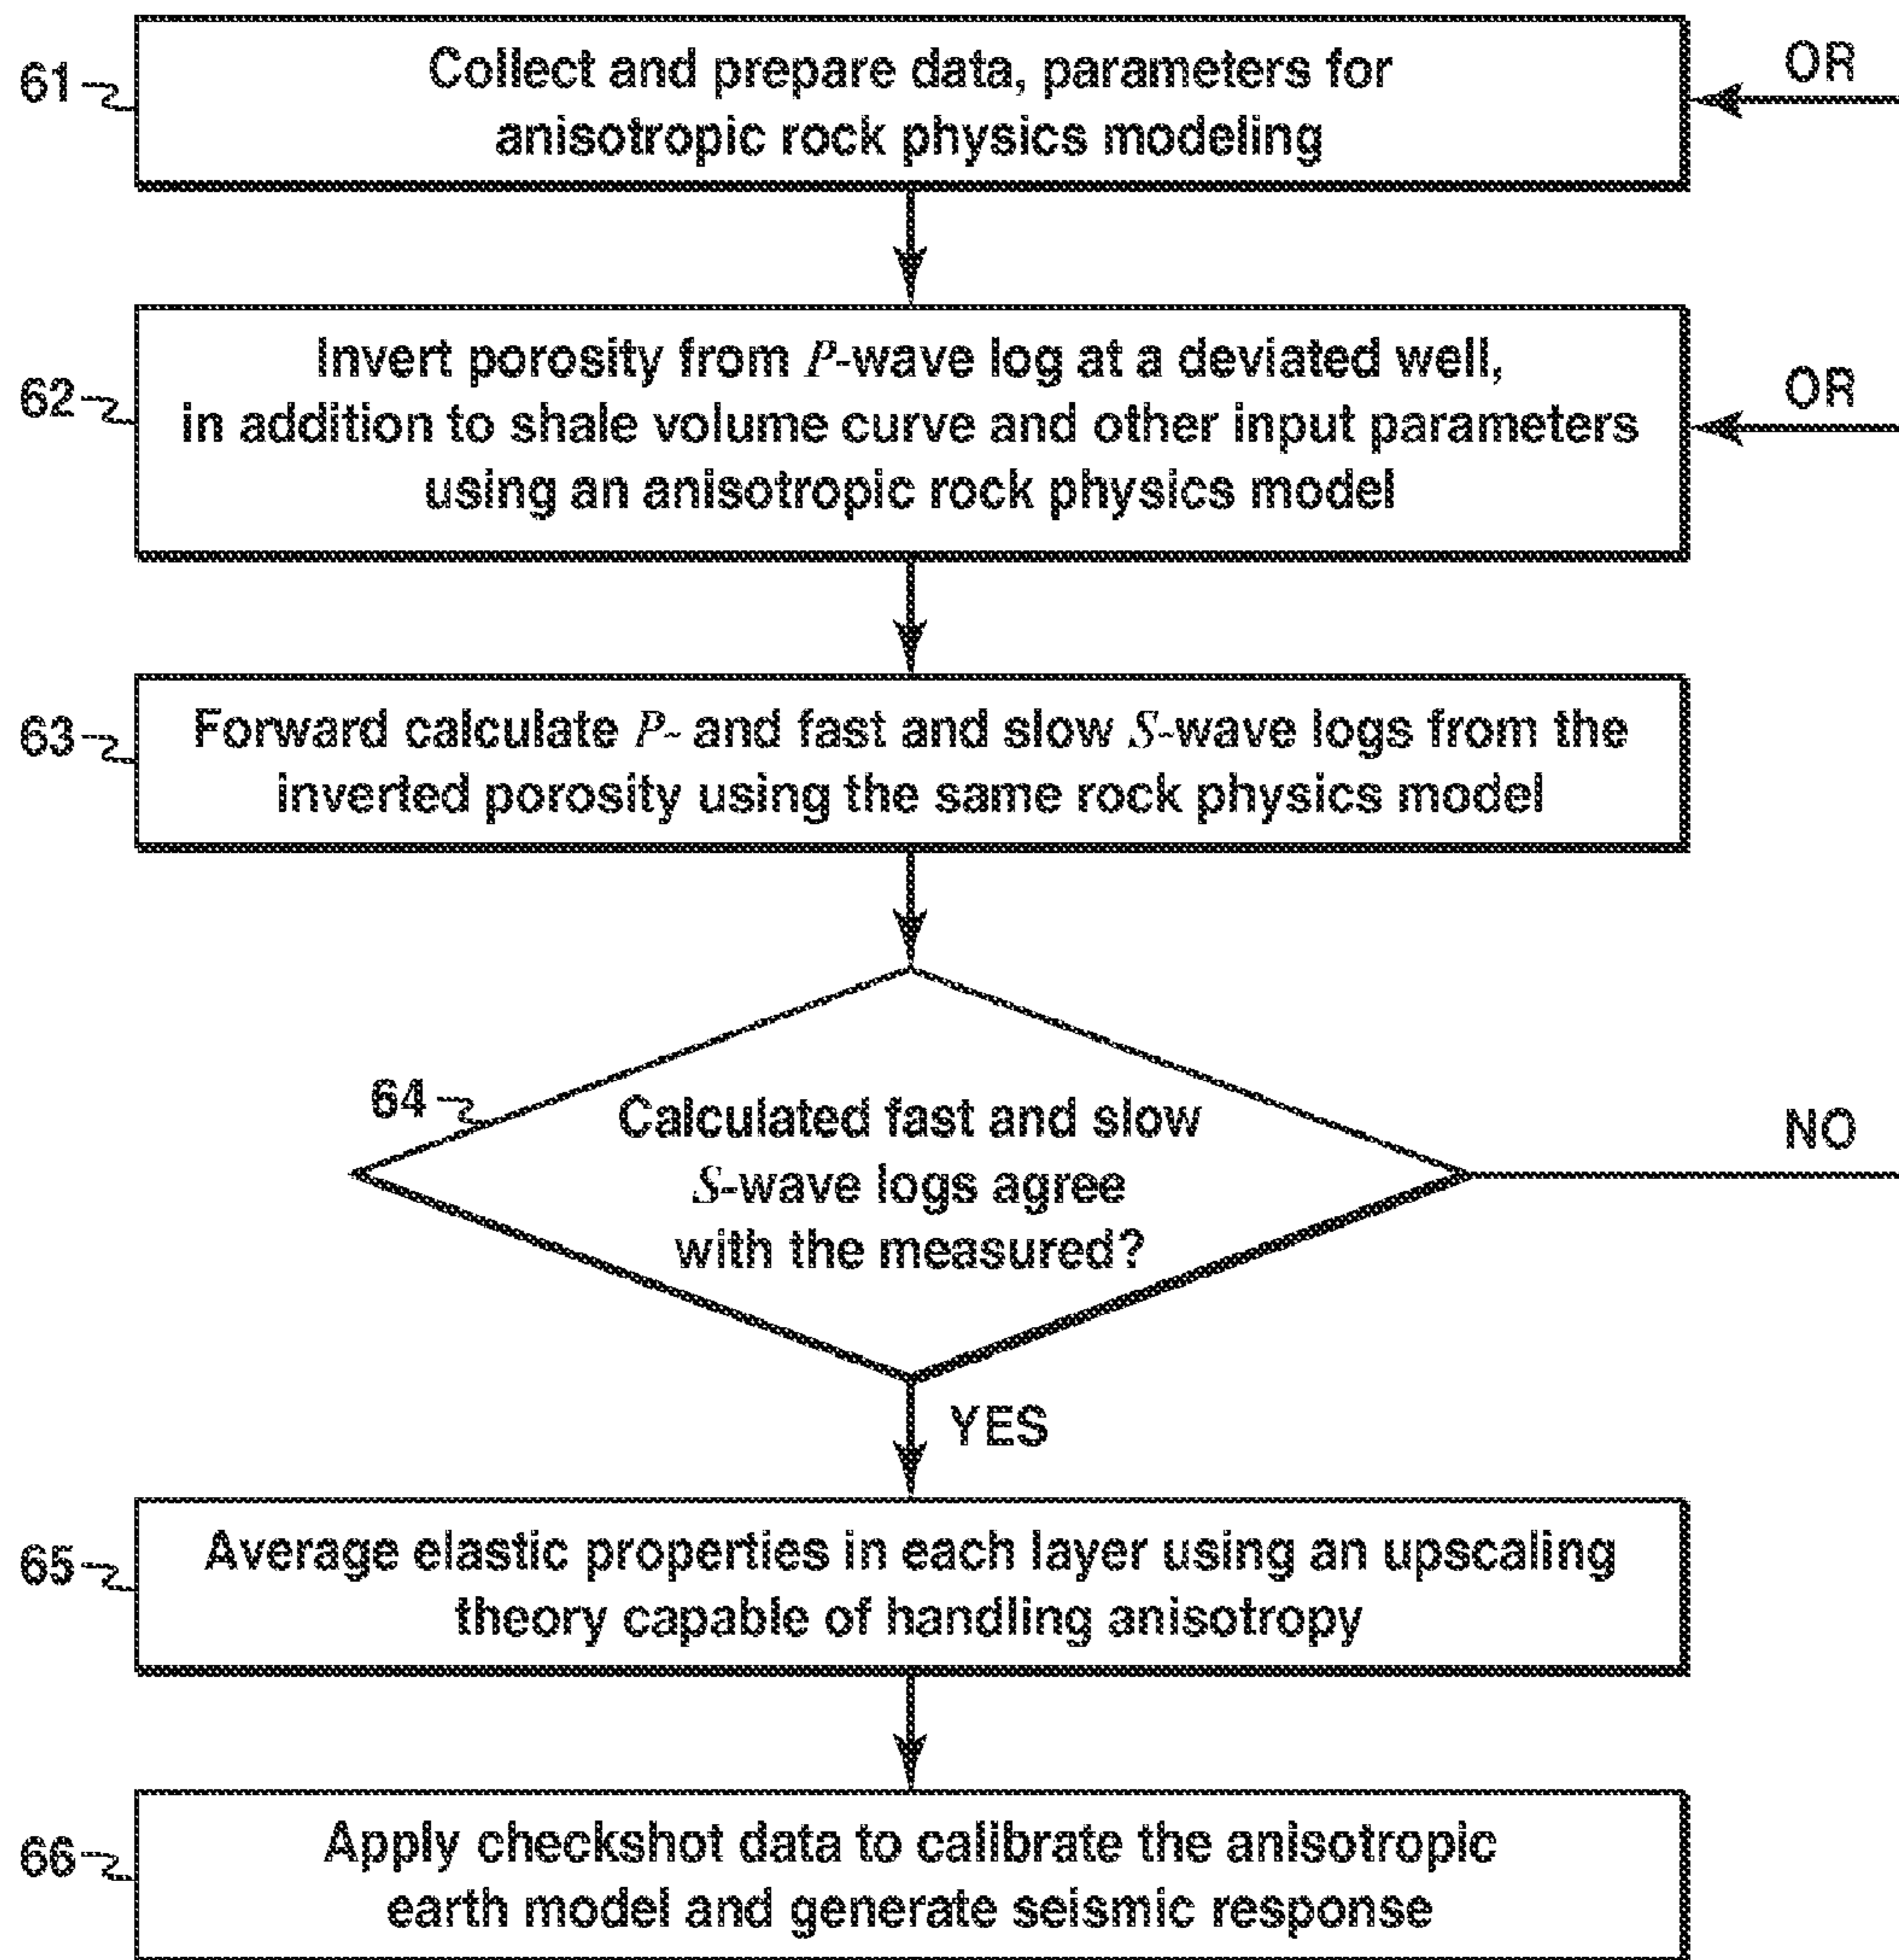 61
Collect and prepare data, parameters for
anisotropic rock physics modeling
OR
62
Invert porosity from P-wave log at a deviated well,
in addition to shale volume curve and other input parameters
using an anisotropic rock physics model
OR
63
Forward calculate P- and fast and slow S-wave logs from the
inverted porosity using the same rock physics model
64
Calculated fast and slow
S-wave logs agree
with the measured?
NO
YES
65
Average elastic properties in each layer using an upscaling
theory capable of handling anisotropy
66
Apply checkshot data to calibrate the anisotropic
earth model and generate seismic response